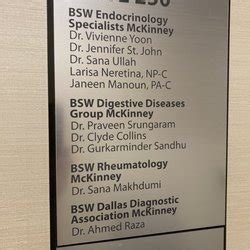 BSW Endocrinology
Specialists McKinney
Dr. Vivienne Yoon
Dr. Jennifer St. John
Dr. Sana Ullah
Larisa Neretina, NP-C
Janeen Manoun, PA-C
BSW Digestive Diseases
Group McKinney
Dr. Praveen Srungaram
Dr. Clyde Collins
Dr. Gurkarminder Sandhu
BSW Rheumatology
McKinney
Dr. Sana Makhdumi
BSW Dallas Diagnostic
Association McKinney
Dr. Ahmed Raza